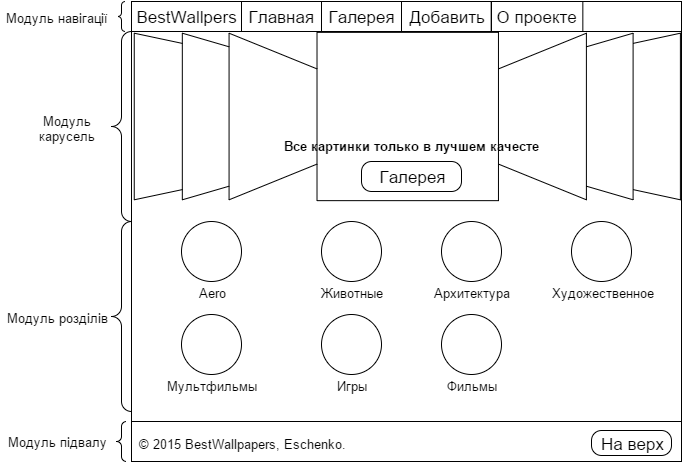 Модуль навігації
BestWallpers Главная Галерея Добавить О проекте
Модуль
карусель
Все картинки только в лучшем качесте
Галерея
Модуль розділів
Aero Животные Архитектура Художественное
Мультфильмы Игры Фильмы
Модуль підвалу
© 2015 BestWallpapers, Eschenko.
На верх